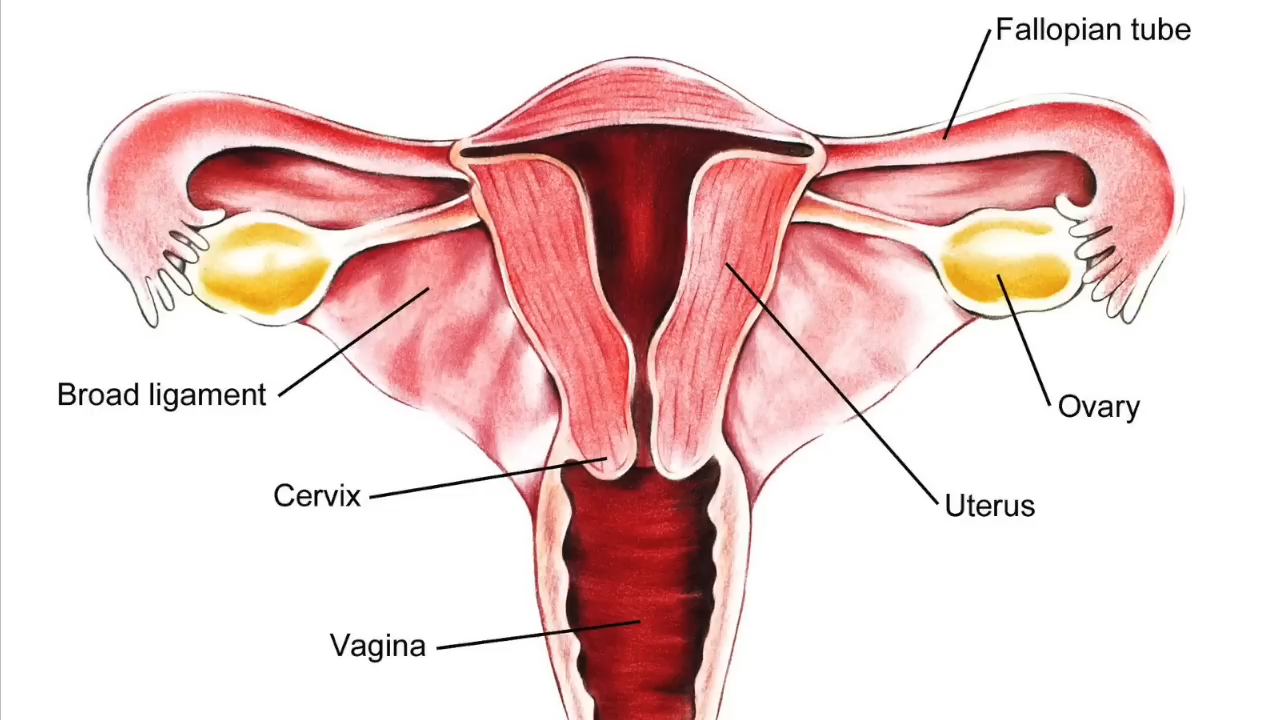 Fallopian tube
Broad ligament
Ovary
Cervix
Uterus
Vagina